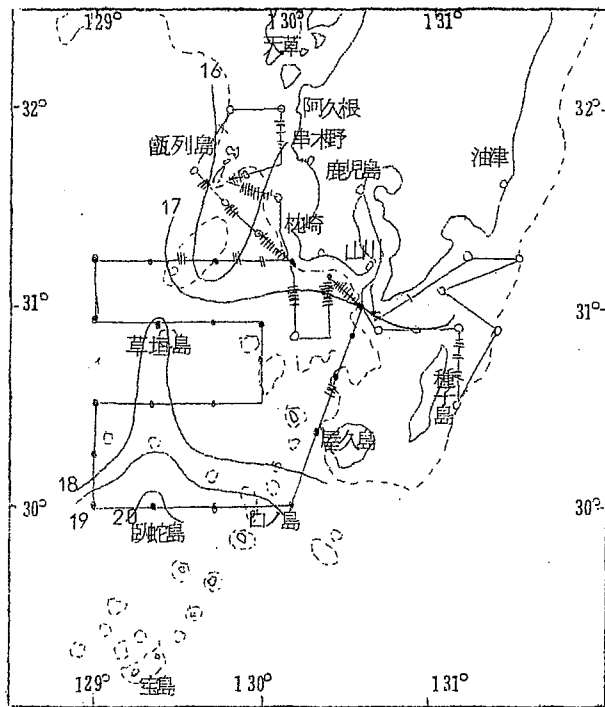 129° 130° 131°
天草
16
32° 32°
阿久根
串木野
甑列島
鹿児島
油津
17
枕崎
山川
31° 31°
草垣島
種子島
屋久島
18
30° 30°
19 20
臥蛇島
口ノ島
宝島
129° 130 131°